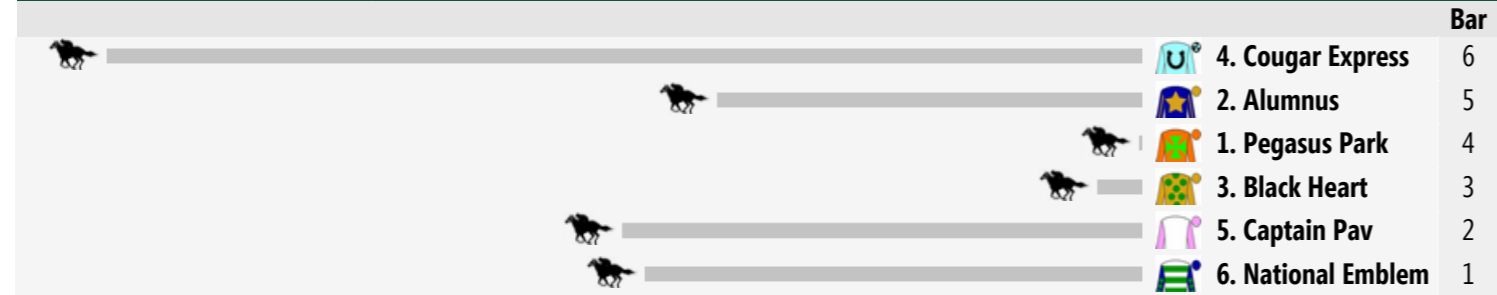 Bar
4. Cougar Express 6
2. Alumnus 5
1. Pegasus Park 4
3. Black Heart 3
5. Captain Pav 2
6. National Emblem 1